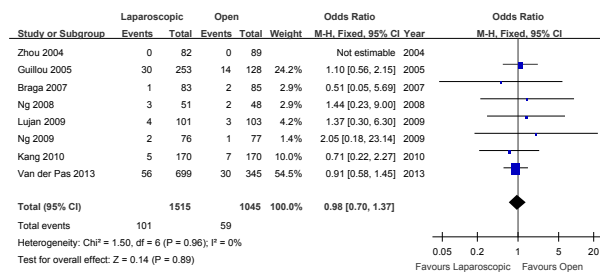 Laparoscopic Open Odds Ratio Odds Ratio
Study or Subgroup Events Total Events Total Weight M-H, Fixed, 95% CI Year M-H, Fixed, 95% CI
Zhou 2004 0 82 0 89 Not estimable 2004
Guillou 2005 30 253 14 128 24.2% 1.10 [0.56, 2.15] 2005
Braga 2007 1 83 2 85 2.9% 0.51 [0.05, 5.69] 2007
Ng 2008 3 51 2 48 2.9% 1.44 [0.23, 9.00] 2008
Lujan 2009 4 101 3 103 4.2% 1.37 [0.30, 6.30] 2009
Ng 2009 2 76 1 77 1.4% 2.05 [0.18, 23.14] 2009
Kang 2010 5 170 7 170 10.0% 0.71 [0.22, 2.27] 2010
Van der Pas 2013 56 699 30 345 54.5% 0.91 [0.58, 1.45] 2013
Total (95% CI) 1515 1045 100.0% 0.98 [0.70, 1.37]
Total events 101 59
Heterogeneity: Chi² = 1.50, df = 6 (P = 0.96); I² = 0%
Test for overall effect: Z = 0.14 (P = 0.89)
0.05 0.2 1 5 20
Favours Laparoscopic Favours Open